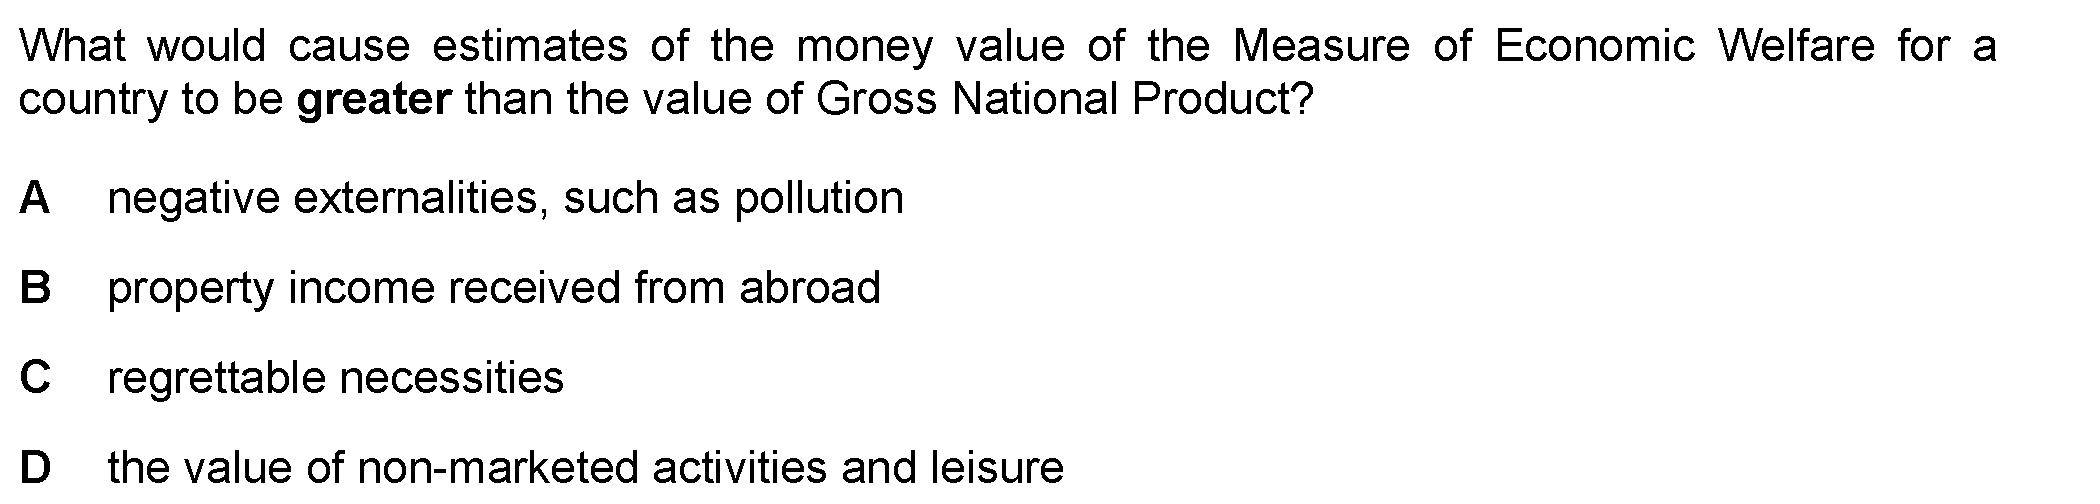 What would cause estimates of the money value of the Measure of Economic Welfare for a
country to be greater than the value of Gross National Product?
A negative externalities, such as pollution
B property income received from abroad
C regrettable necessities
D the value of non-marketed activities and leisure